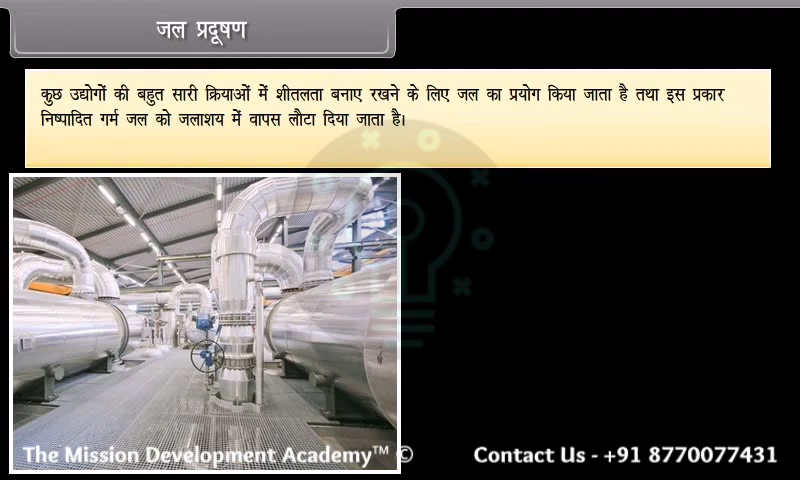 जल प्रदूषण
कुछ उद्योगों की बहुत सारी क्रियाओं में शीतलता बनाए रखने के लिए जल का प्रयोग किया जाता है तथा इस प्रकार
निष्पादित गर्म जल को जलाशय में वापस लौटा दिया जाता है।
The Mission Development Academy™ © Contact Us - +91 8770077431